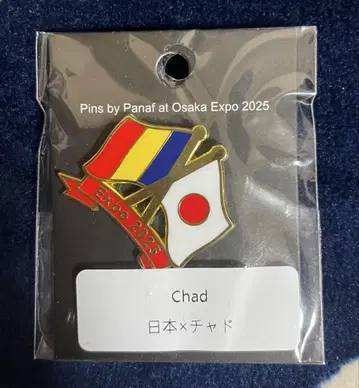 Pins by Panaf at Osaka Expo 2025
EXPO 2025
Chad
日本×チャド